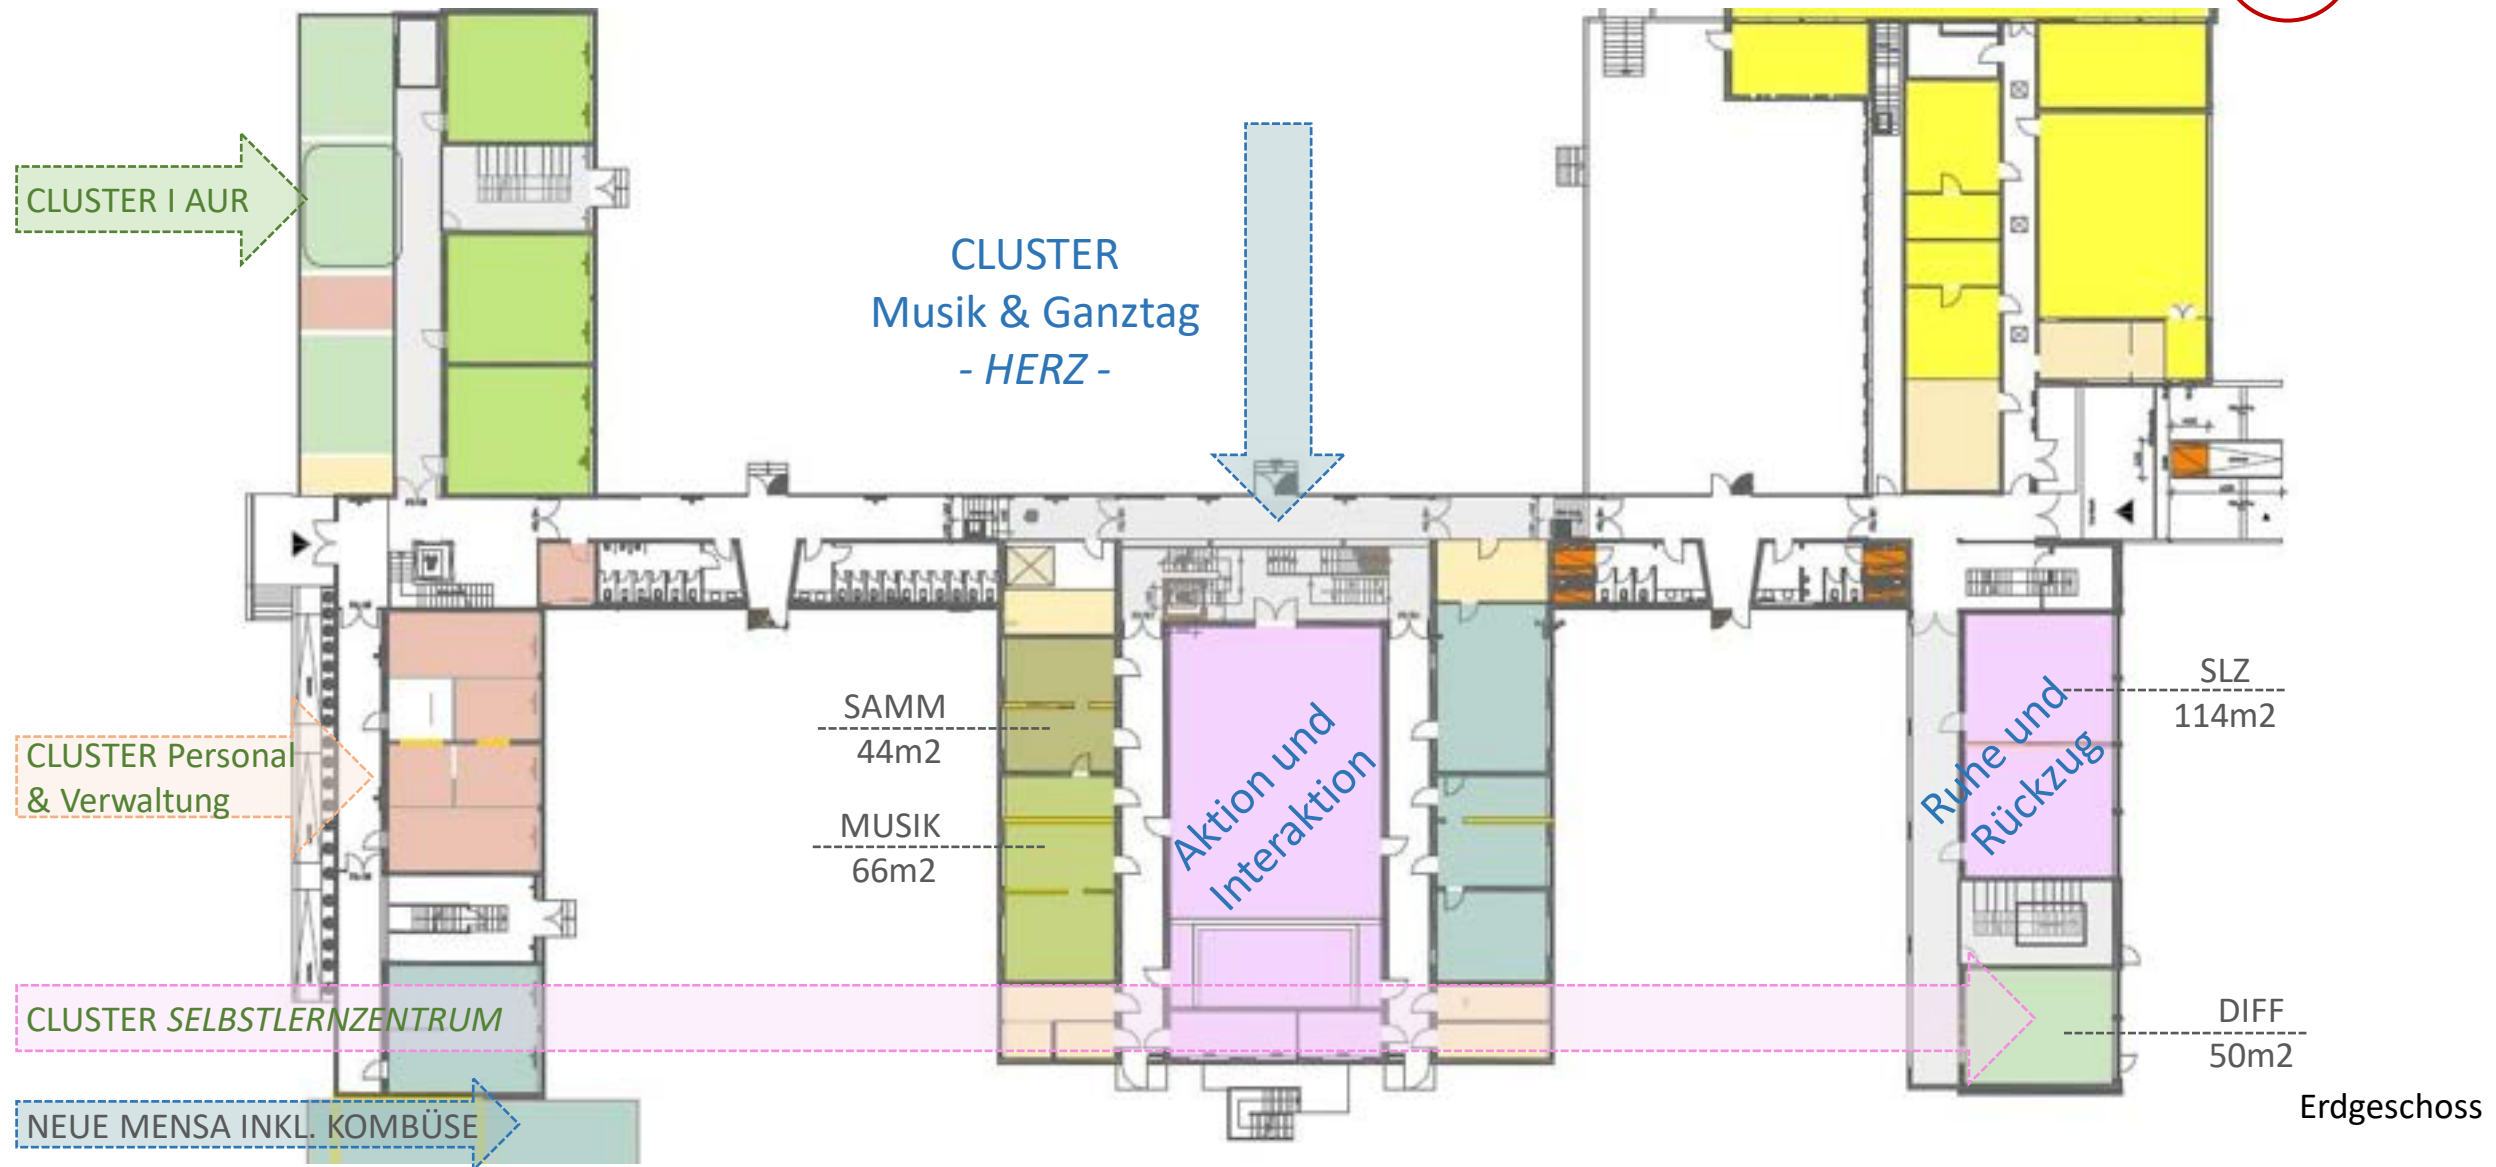 CLUSTER I AUR
CLUSTER
Musik & Ganztag
- HERZ -
CLUSTER Personal
& Verwaltung
SAMM
44m2
MUSIK
66m2
Aktion und
Interaktion
Ruhe und
Rückzug
SLZ
114m2
CLUSTER SELBSTLERNZENTRUM
DIFF
50m2
NEUE MENSA INKL. KOMBÜSE
Erdgeschoss